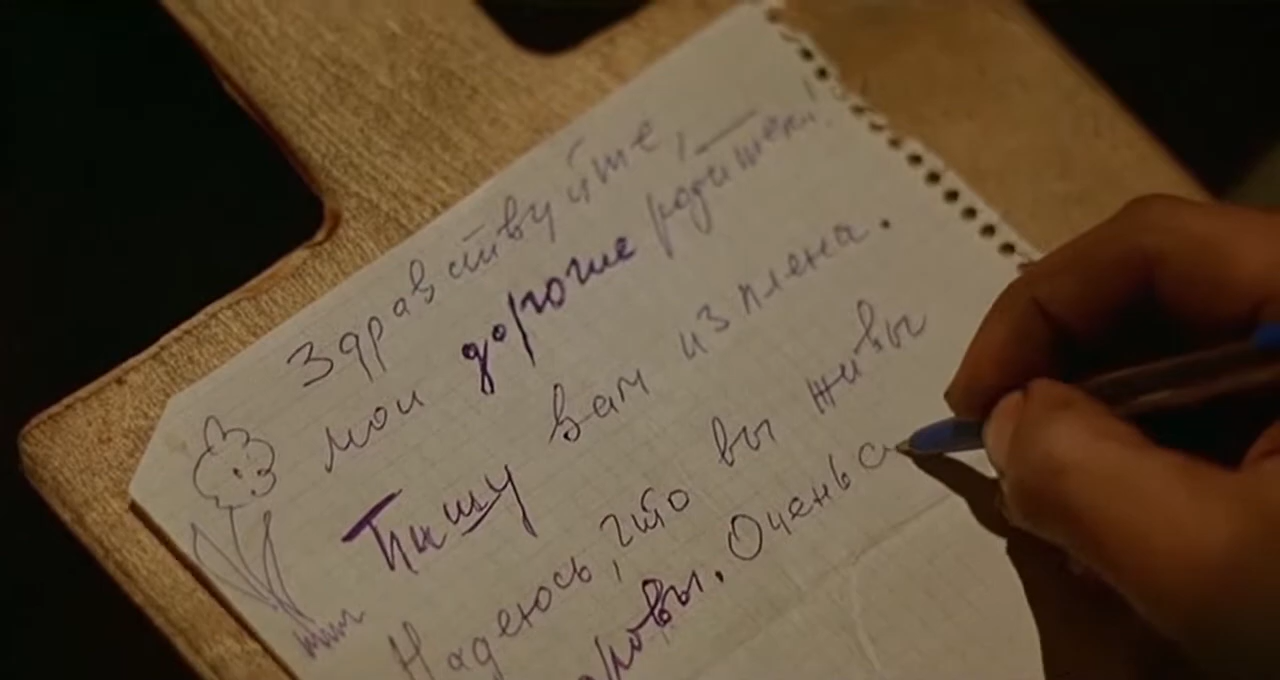 Здравствуйте,
мои дорогие родители!
Пишу вам из плена.
Надеюсь, что вы живы
Очень с